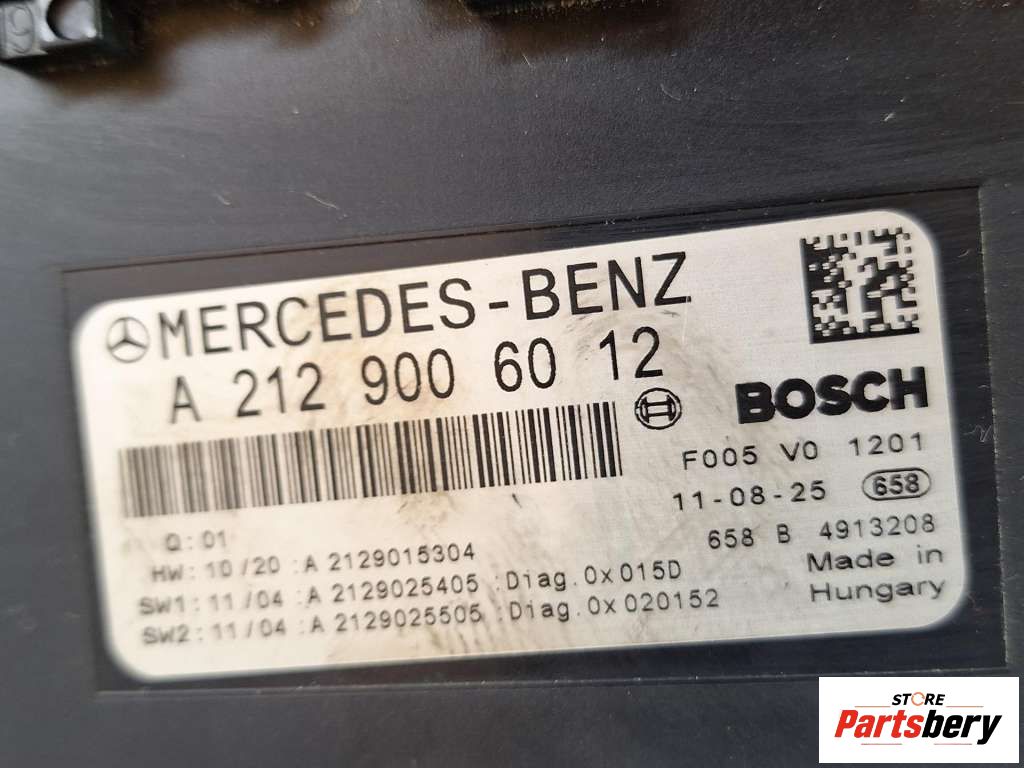 9
MERCEDES-BENZ
A 212 900 60 12
BOSCH
F005 V0 1201
11-08-25 658
658 B 4913208
Made in
Hungary
Q:01
HW:10/20 :A 2129015304
SW1:11/04 :A 2129025405 :Diag.0x015D
SW2:11/04 :A 2129025505 :Diag.0x020152
STORE
Partsbery